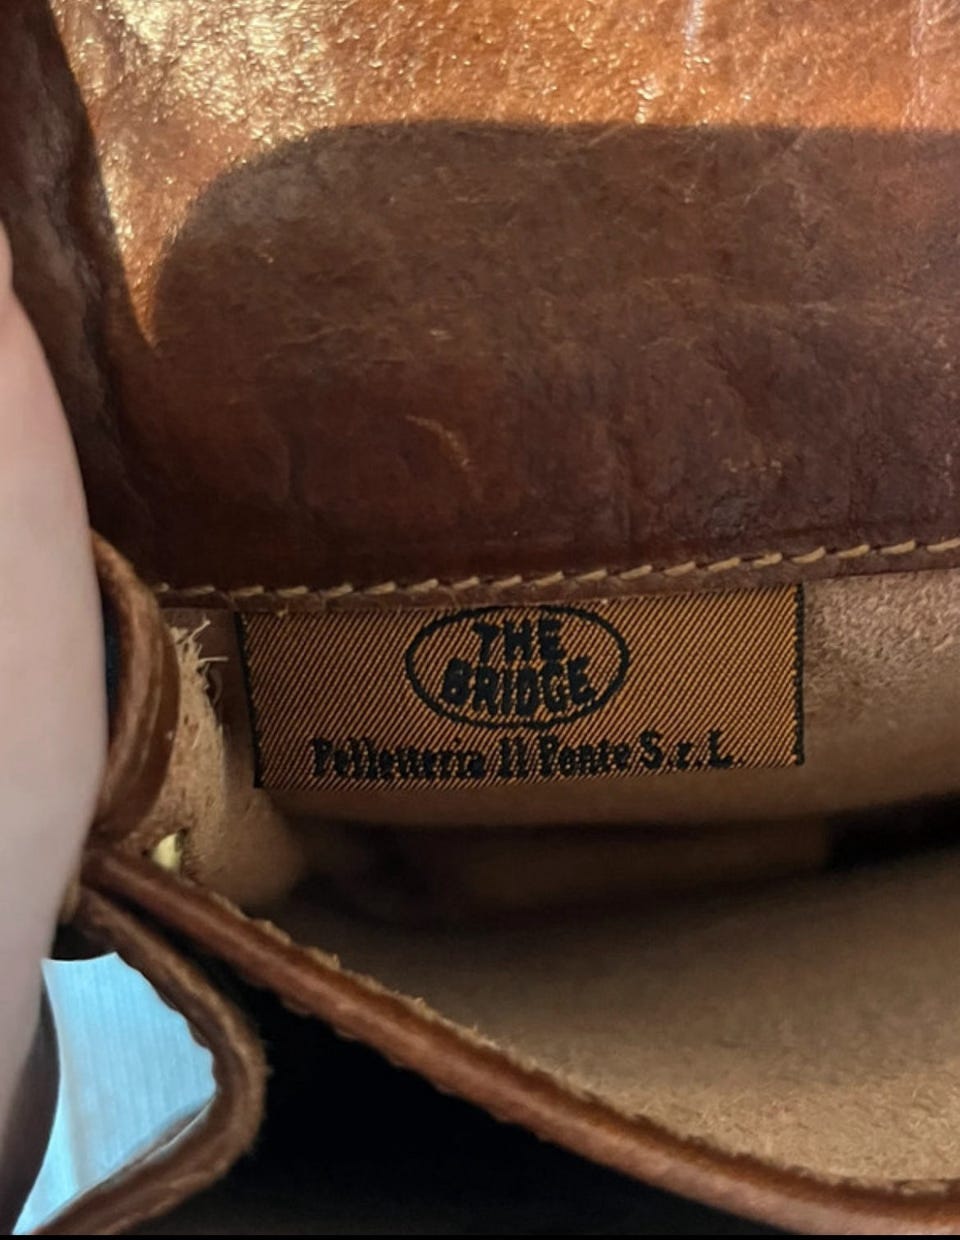 THE
BRIDGE
Pelletteria Il Ponte S.r.L.